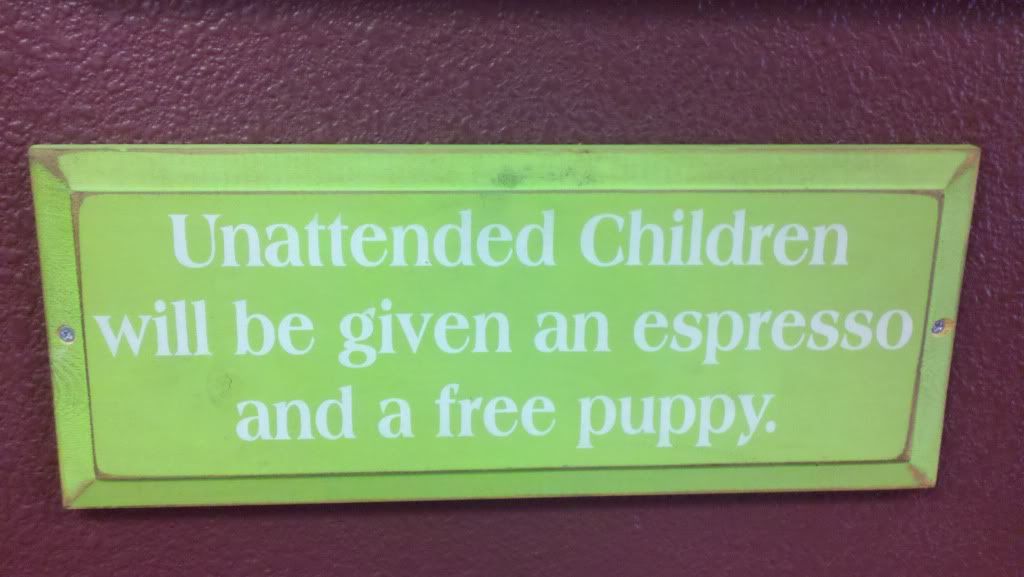 Unattended Children
will be given an espresso
and a free puppy.